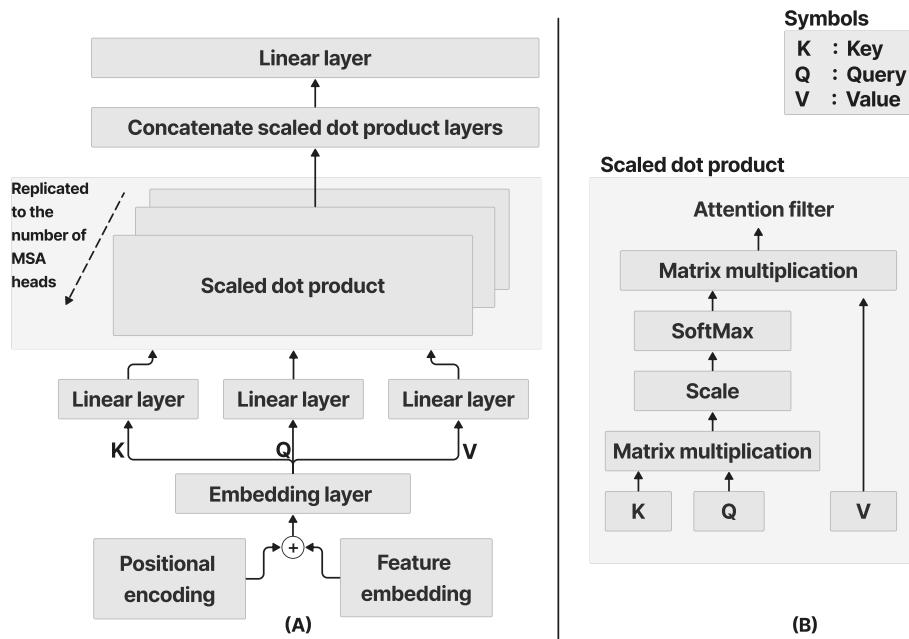 Linear layer
Concatenate scaled dot product layers
Replicated
to the
number of
MSA
heads
Scaled dot product
Linear layer
Linear layer
Linear layer
K
Q
V
Embedding layer
+
Positional
encoding
Feature
embedding
(A)
Symbols
K : Key
Q : Query
V : Value
Scaled dot product
Attention filter
Matrix multiplication
SoftMax
Scale
Matrix multiplication
K
Q
V
(B)